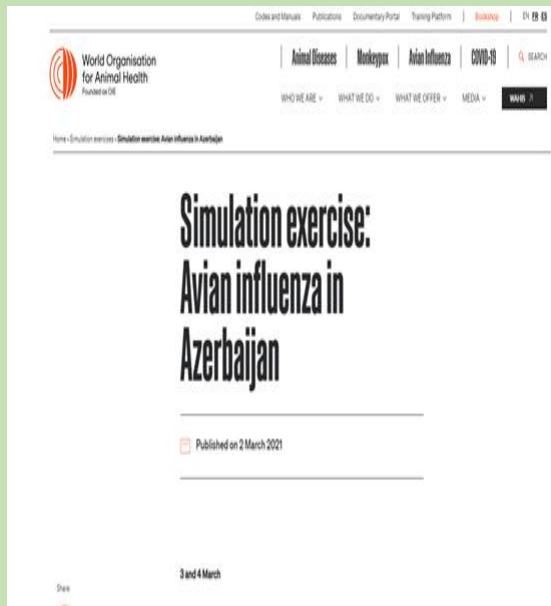 Codes and Manuals Publications Documentary Portal Training Platform | Bookshop | EN FR ES
World Organisation
for Animal Health
Founded as OIE
Animal Diseases | Monkeypox | Avian Influenza | COVID-19 | SEARCH
WHO WE ARE WHAT WE DO WHAT WE OFFER MEDIA WAHIS
Home › Simulation exercises › Simulation exercise: Avian influenza in Azerbaijan
Simulation exercise:
Avian influenza in
Azerbaijan
Published on 2 March 2021
3 and 4 March
Share